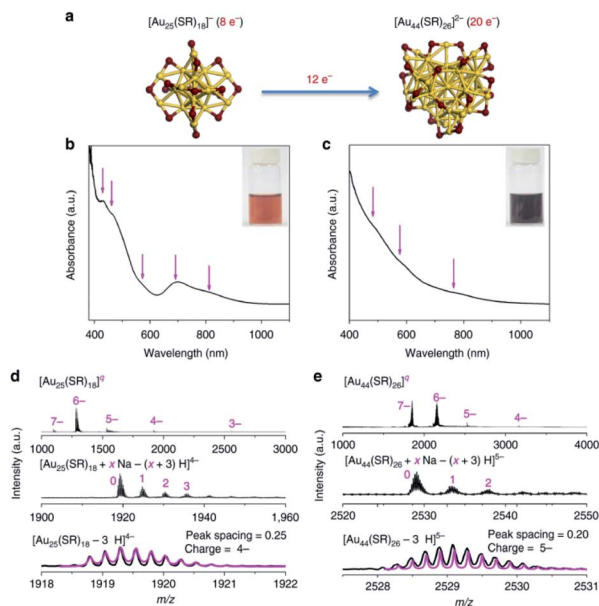 a
[Au25(SR)18]− (8 e−)
[Au44(SR)26]2− (20 e−)
12 e−
b
Absorbance (a.u.)
400 600 800 1000
Wavelength (nm)
c
Absorbance (a.u.)
400 600 800 1000
Wavelength (nm)
d
[Au25(SR)18]q
7− 6− 5− 4− 3−
1000 1500 2000 2500 3000
[Au25(SR)18 + x Na – (x + 3) H]4−
0 1 2 3
1900 1920 1940 1,960
[Au25(SR)18 – 3 H]4−
Peak spacing = 0.25
Charge = 4–
1918 1919 1920 1921 1922
m/z
Intensity (a.u.)
e
[Au44(SR)26]q
7− 6− 5− 4−
1000 2000 3000 4000
[Au44(SR)26 + x Na – (x + 3) H]5−
0 1 2
2520 2530 2540 2550
[Au44(SR)26 – 3 H]5−
Peak spacing = 0.20
Charge = 5–
2528 2529 2530 2531
m/z
Intensity (a.u.)